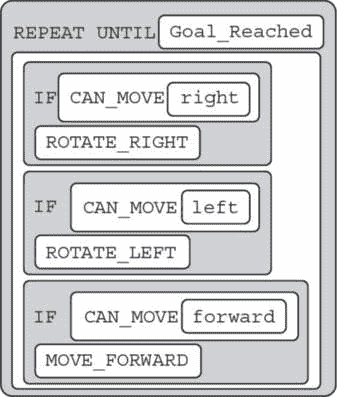 REPEAT UNTIL Goal_Reached
IF CAN_MOVE right
ROTATE_RIGHT
IF CAN_MOVE left
ROTATE_LEFT
IF CAN_MOVE forward
MOVE_FORWARD